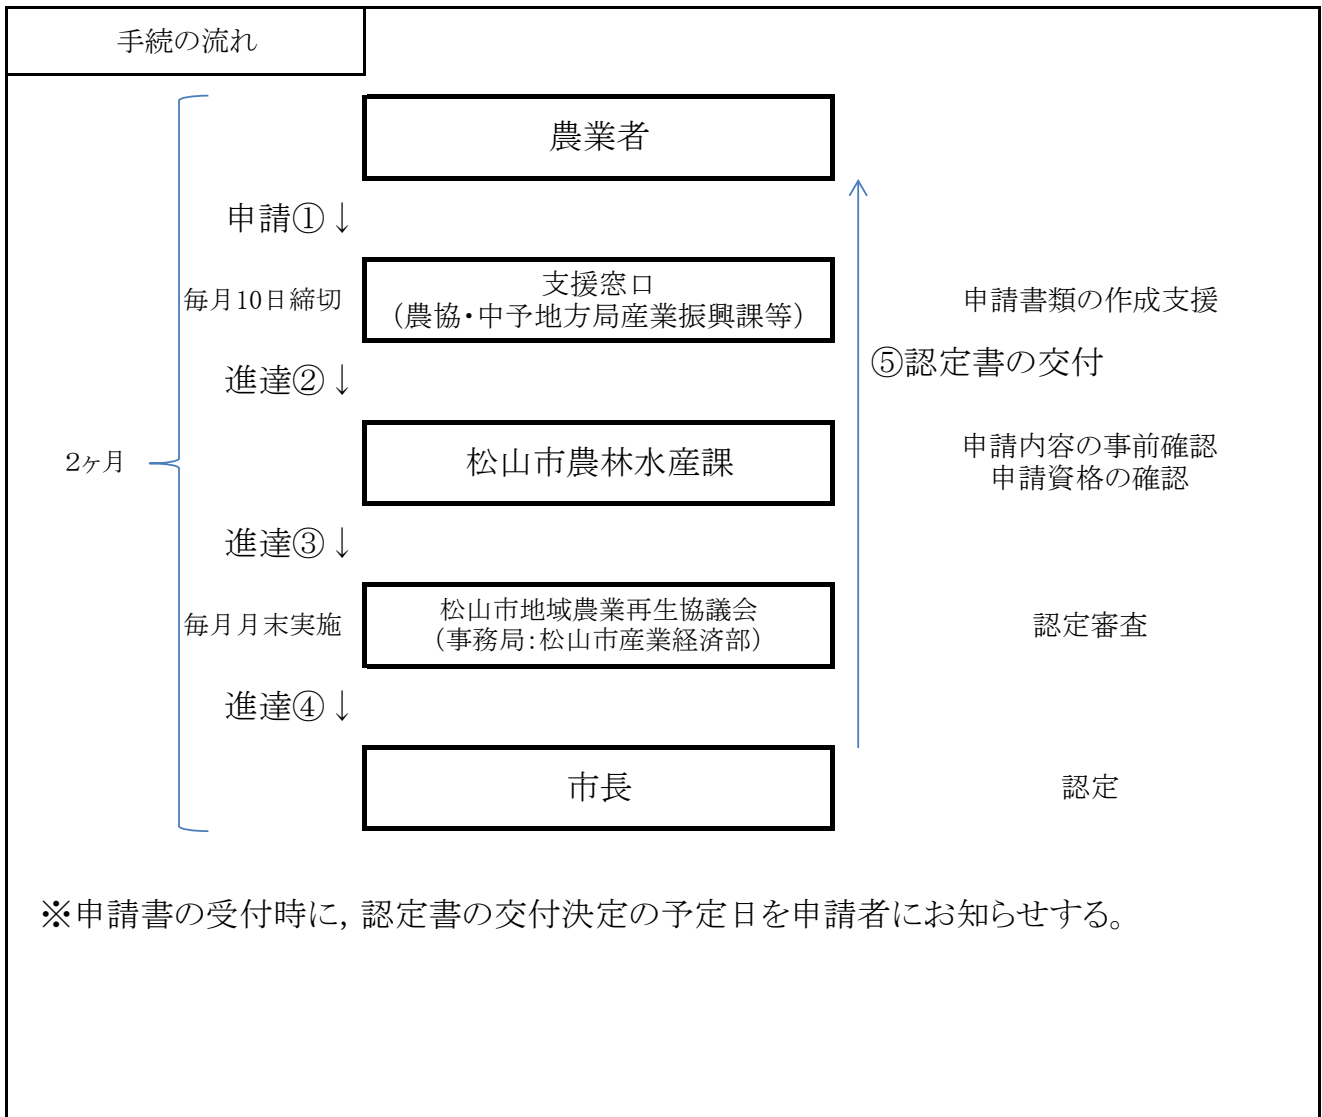 手続の流れ
農業者
申請①↓
毎月10日締切
支援窓口
（農協・中予地方局産業振興課等）
申請書類の作成支援
⑤認定書の交付
進達②↓
2ヶ月
松山市農林水産課
申請内容の事前確認
申請資格の確認
進達③↓
毎月月末実施
松山市地域農業再生協議会
（事務局：松山市産業経済部）
認定審査
進達④↓
市長
認定
※申請書の受付時に，認定書の交付決定の予定日を申請者にお知らせする。